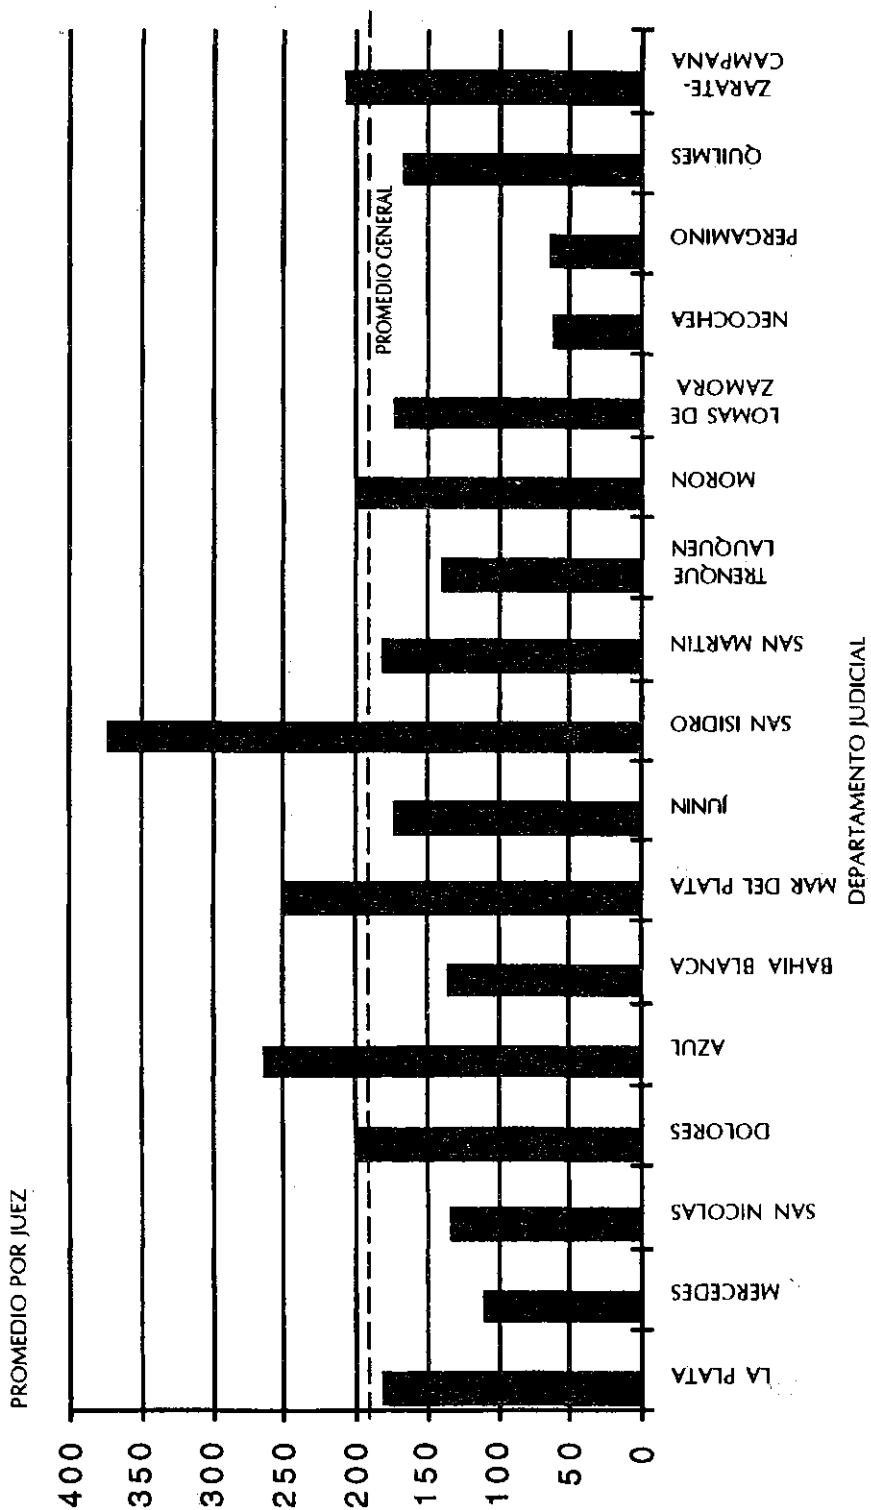 PROMEDIO POR JUEZ
400
350
300
250
200
150
100
50
0
PROMEDIO GENERAL
LA PLATA
MERCEDES
SAN NICOLAS
DOLORES
AZUL
BAHIA BLANCA
MAR DEL PLATA
JUNIN
SAN ISIDRO
SAN MARTIN
TRENQUE
LAUQUEN
MORON
LOMAS DE
ZAMORA
NECOCHEA
PERGAMINO
QUILMES
ZARATE-
CAMPANA
DEPARTAMENTO JUDICIAL